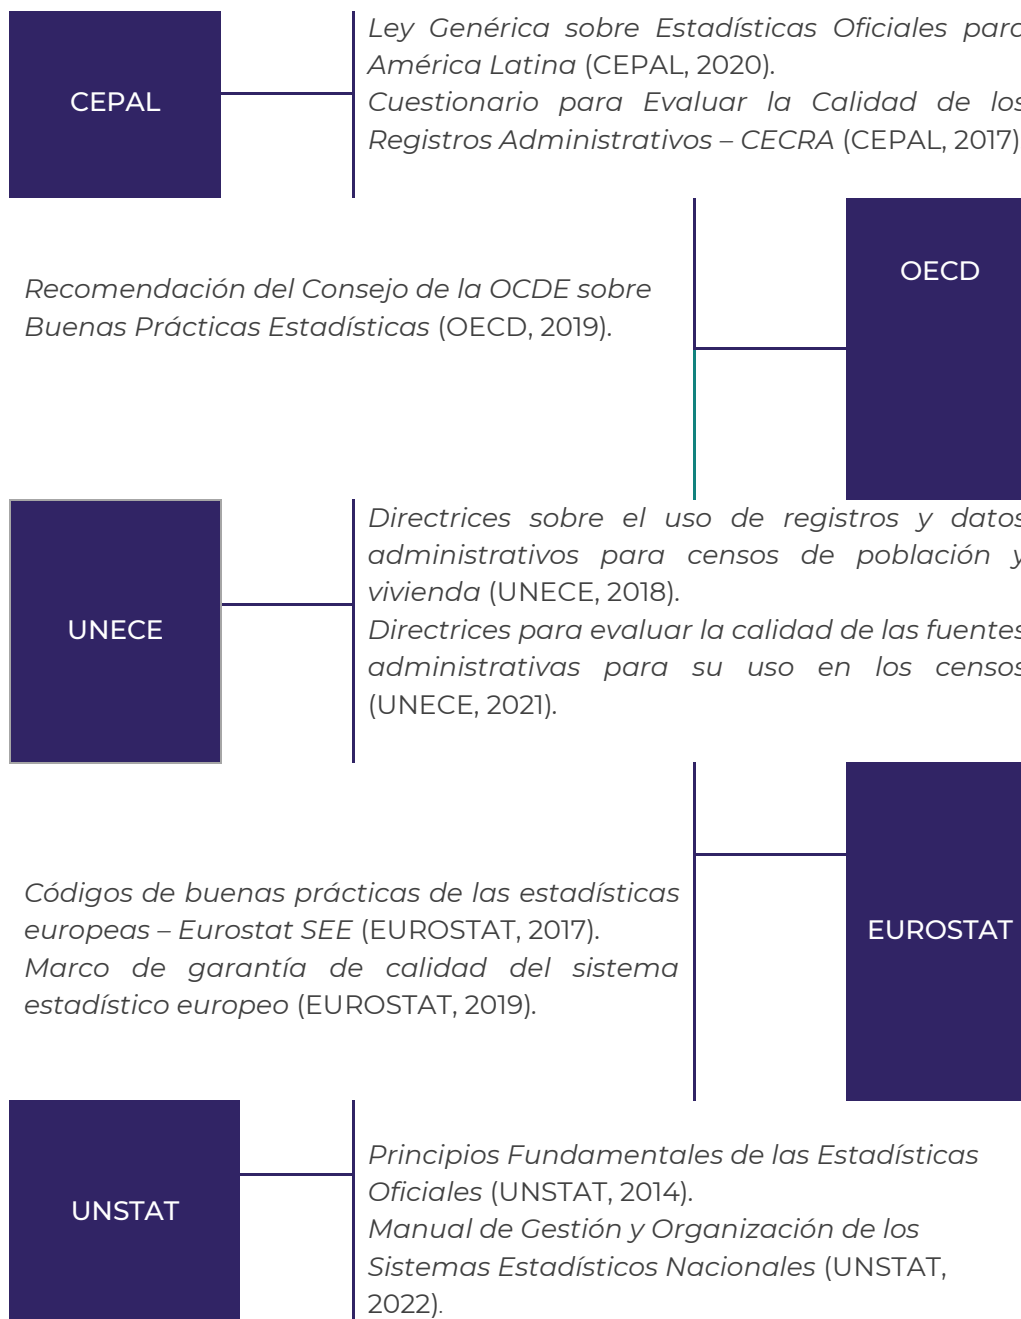 CEPAL
Ley Genérica sobre Estadísticas Oficiales para
América Latina (CEPAL, 2020).
Cuestionario para Evaluar la Calidad de los
Registros Administrativos – CECRA (CEPAL, 2017)
OECD
Recomendación del Consejo de la OCDE sobre
Buenas Prácticas Estadísticas (OECD, 2019).
UNECE
Directrices sobre el uso de registros y datos
administrativos para censos de población y
vivienda (UNECE, 2018).
Directrices para evaluar la calidad de las fuentes
administrativas para su uso en los censos
(UNECE, 2021).
EUROSTAT
Códigos de buenas prácticas de las estadísticas
europeas – Eurostat SEE (EUROSTAT, 2017).
Marco de garantía de calidad del sistema
estadístico europeo (EUROSTAT, 2019).
UNSTAT
Principios Fundamentales de las Estadísticas
Oficiales (UNSTAT, 2014).
Manual de Gestión y Organización de los
Sistemas Estadísticos Nacionales (UNSTAT,
2022).